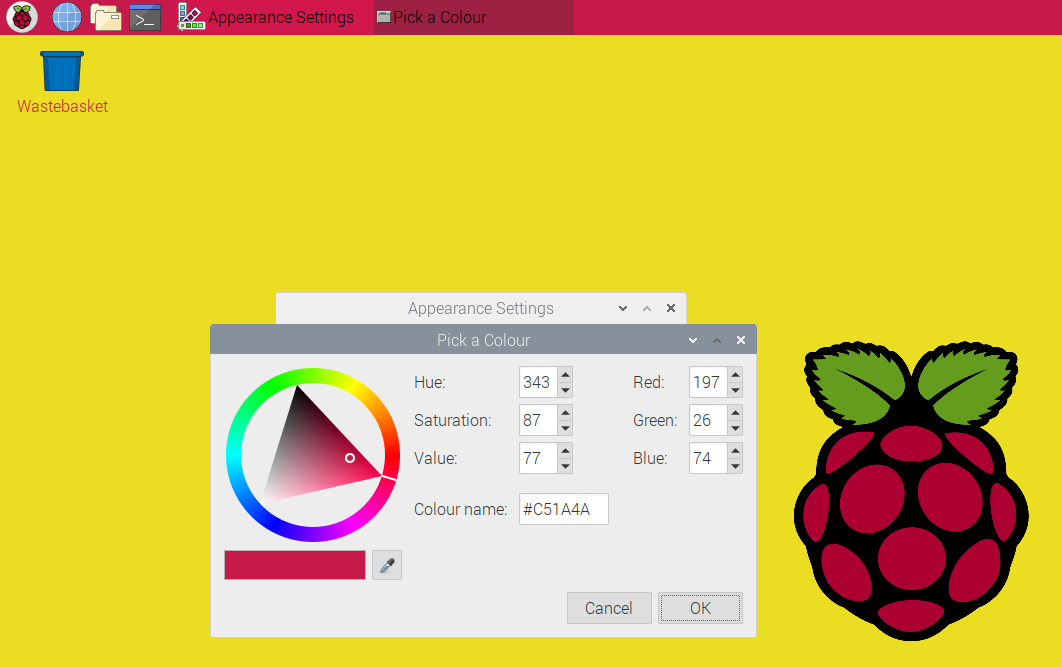 Appearance Settings
Pick a Colour
Wastebasket
Appearance Settings
Pick a Colour
Hue: 343 Red: 197
Saturation: 87 Green: 26
Value: 77 Blue: 74
Colour name: #C51A4A
Cancel OK